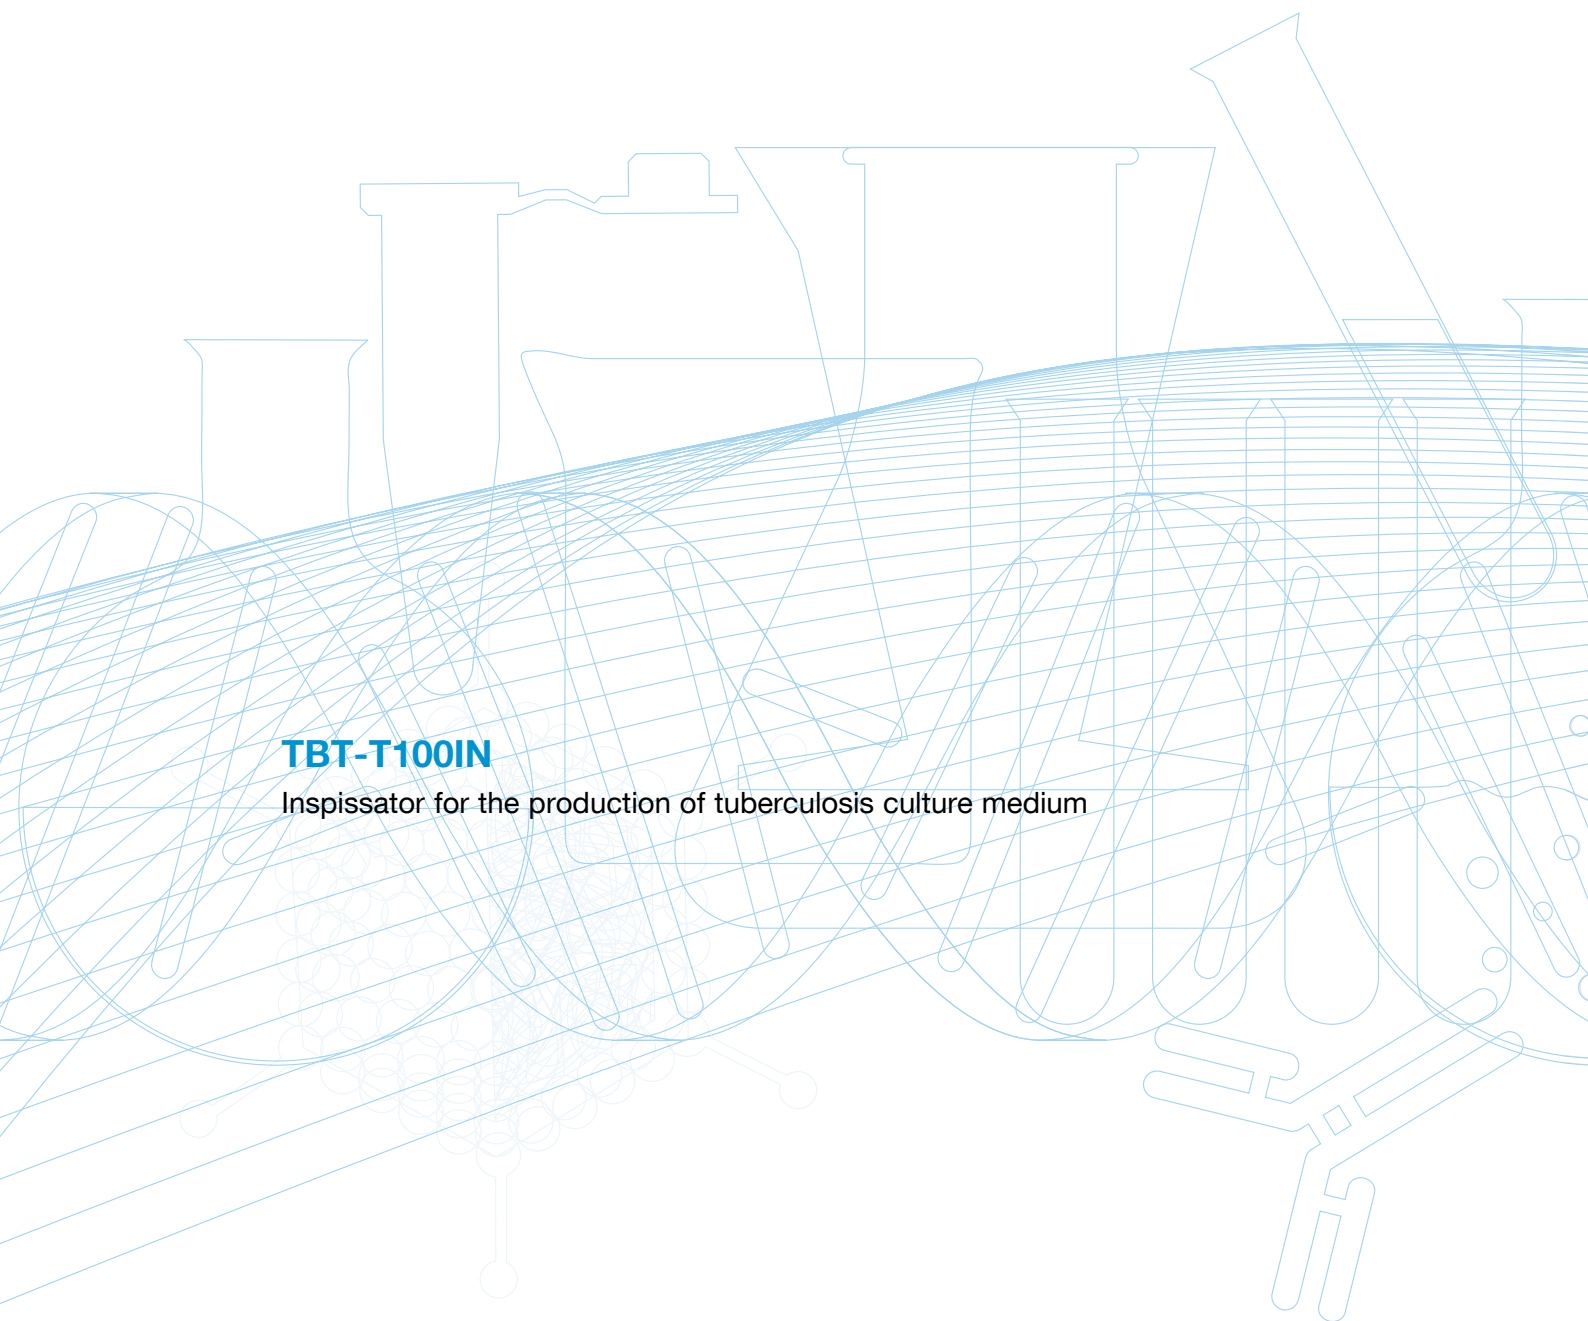 TBT-T100IN
Inspissator for the production of tuberculosis culture medium